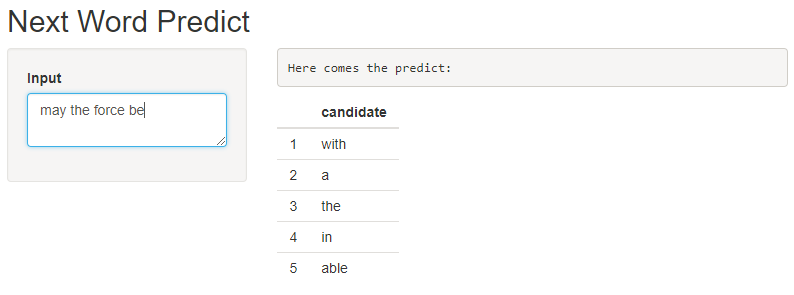 Next Word Predict
Input
may the force be
Here comes the predict:
candidate
1 with
2 a
3 the
4 in
5 able